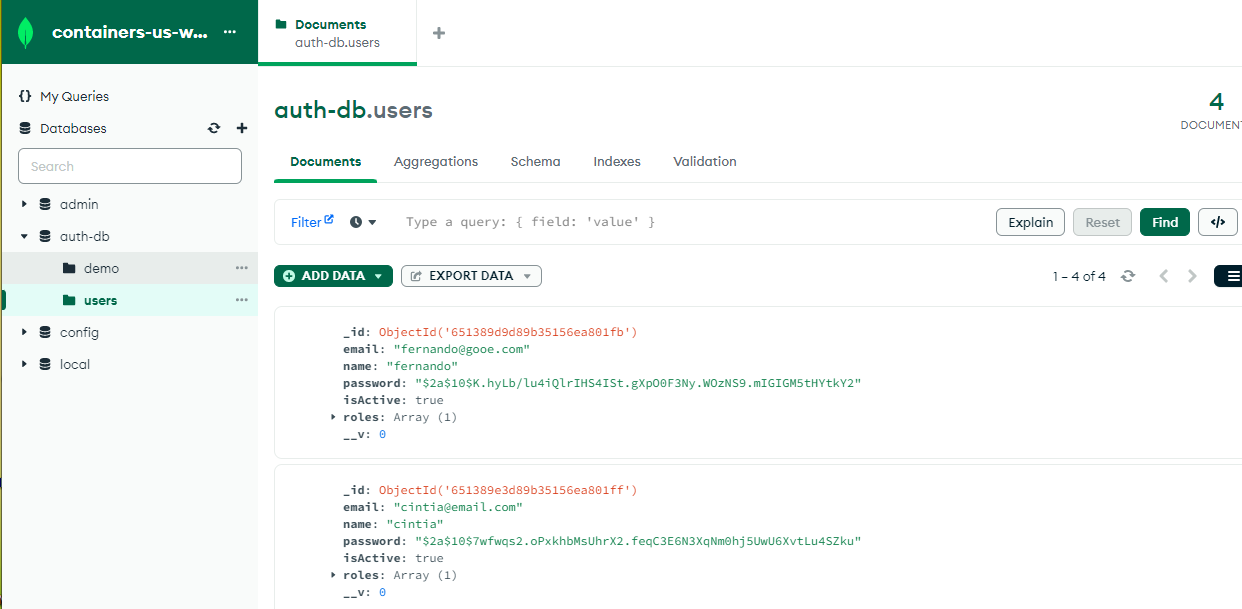 containers-us-w... ...
Documents
auth-db.users
+
{} My Queries
Databases
Search
admin
auth-db
demo ...
users ...
config
local
auth-db.users
4
DOCUMENT
Documents Aggregations Schema Indexes Validation
Filter Type a query: { field: 'value' } Explain Reset Find </>
ADD DATA EXPORT DATA 1 – 4 of 4
_id: ObjectId('651389d9d89b35156ea801fb')
email: "fernando@gooe.com"
name: "fernando"
password: "$2a$10$K.hyLb/lu4iQlrIHS4ISt.gXpO0F3Ny.WOzNS9.mIGIGM5tHYtkY2"
isActive: true
roles: Array (1)
__v: 0
_id: ObjectId('651389e3d89b35156ea801ff')
email: "cintia@email.com"
name: "cintia"
password: "$2a$10$7wfwqs2.oPxkhbMsUhrX2.feqC3E6N3XqNm0hj5UwU6XvtLu4SZku"
isActive: true
roles: Array (1)
__v: 0